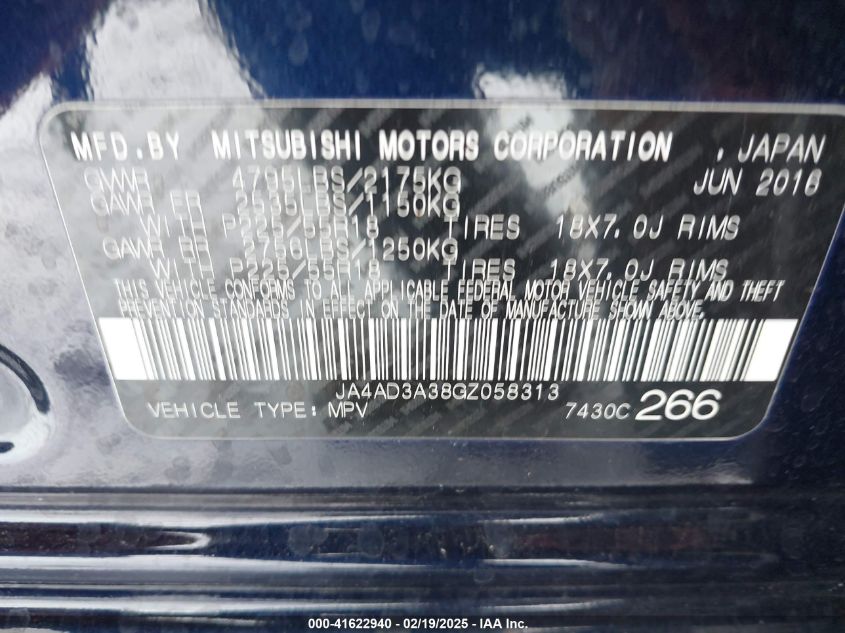 MFD.BY MITSUBISHI MOTORS CORPORATION , JAPAN
GVWR 4795LBS/2175KG JUN 2016
GAWR FR 2535LBS/1150KG
WITH P225/55R18 TIRES 18X7.0J RIMS
GAWR RR 2756LBS/1250KG
WITH P225/55R18 TIRES 18X7.0J RIMS
THIS VEHICLE CONFORMS TO ALL APPLICABLE FEDERAL MOTOR VEHICLE SAFETY AND THEFT
PREVENTION STANDARDS IN EFFECT ON THE DATE OF MANUFACTURE SHOWN ABOVE.
JA4AD3A38GZ058313
VEHICLE TYPE: MPV 7430C 266
000-41622940 - 02/19/2025 - IAA Inc.